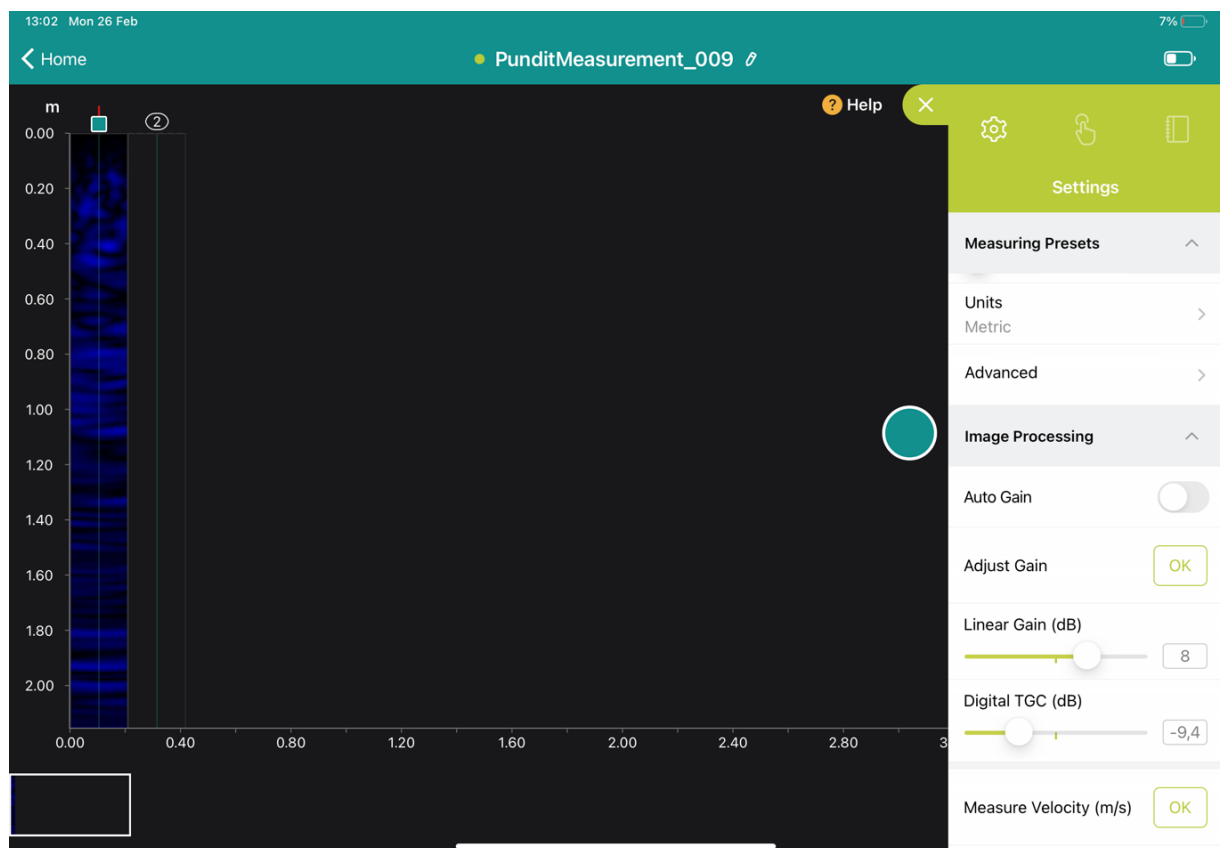 13:02 Mon 26 Feb
7%
Home
PunditMeasurement_009
m
2
? Help
0.00
0.20
0.40
0.60
0.80
1.00
1.20
1.40
1.60
1.80
2.00
0.00 0.40 0.80 1.20 1.60 2.00 2.40 2.80 3
Settings
Measuring Presets
Units
Metric
Advanced
Image Processing
Auto Gain
Adjust Gain
OK
Linear Gain (dB)
8
Digital TGC (dB)
-9,4
Measure Velocity (m/s)
OK